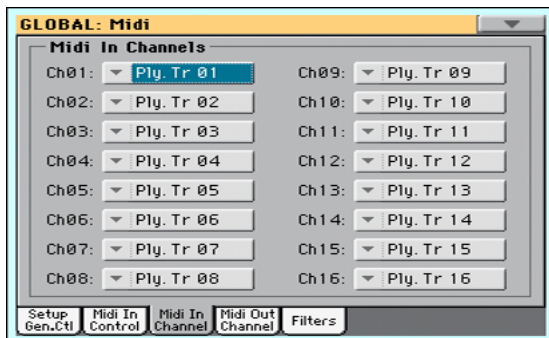 GLOBAL: Midi
Midi In Channels
Ch01: Ply. Tr 01 Ch09: Ply. Tr 09
Ch02: Ply. Tr 02 Ch10: Ply. Tr 10
Ch03: Ply. Tr 03 Ch11: Ply. Tr 11
Ch04: Ply. Tr 04 Ch12: Ply. Tr 12
Ch05: Ply. Tr 05 Ch13: Ply. Tr 13
Ch06: Ply. Tr 06 Ch14: Ply. Tr 14
Ch07: Ply. Tr 07 Ch15: Ply. Tr 15
Ch08: Ply. Tr 08 Ch16: Ply. Tr 16
Setup Midi In Midi In Midi Out
Gen.Ctl Control Channel Channel Filters